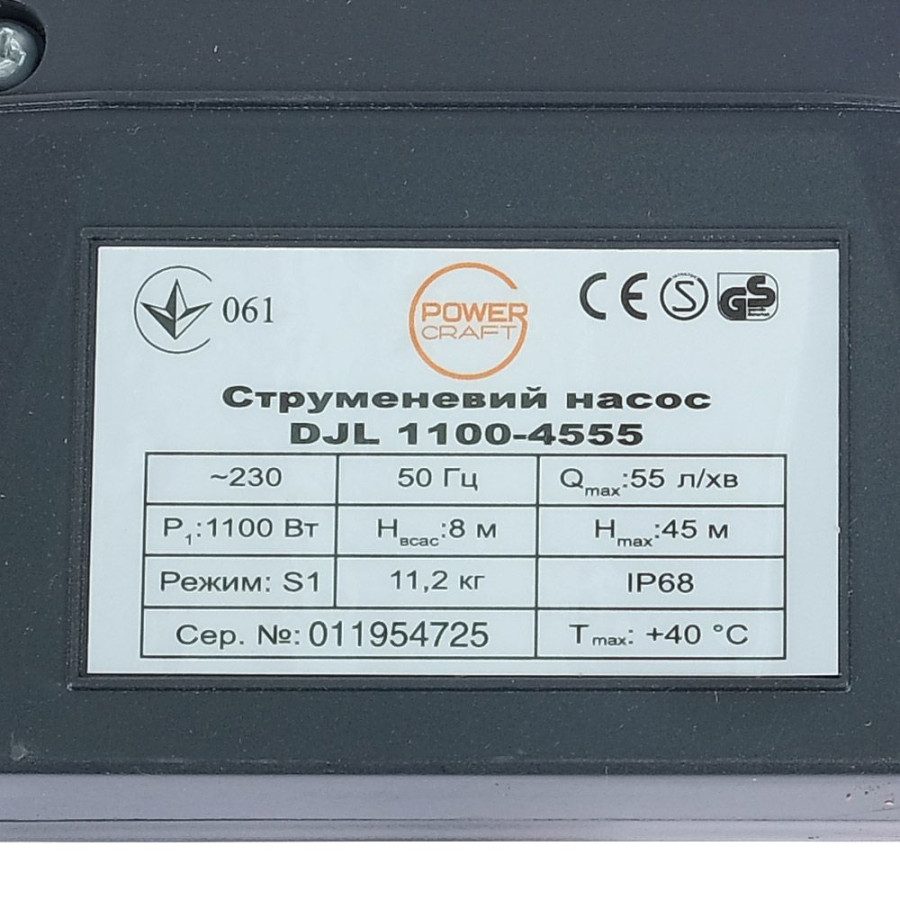 061
POWER
CRAFT
CE S GS
Струменевий насос
DJL 1100-4555
~230 50 Гц Qmax:55 л/хв
P1:1100 Вт Нвсас:8 м Hmax:45 м
Режим: S1 11,2 кг IP68
Сер. №: 011954725 Tmax: +40 °C